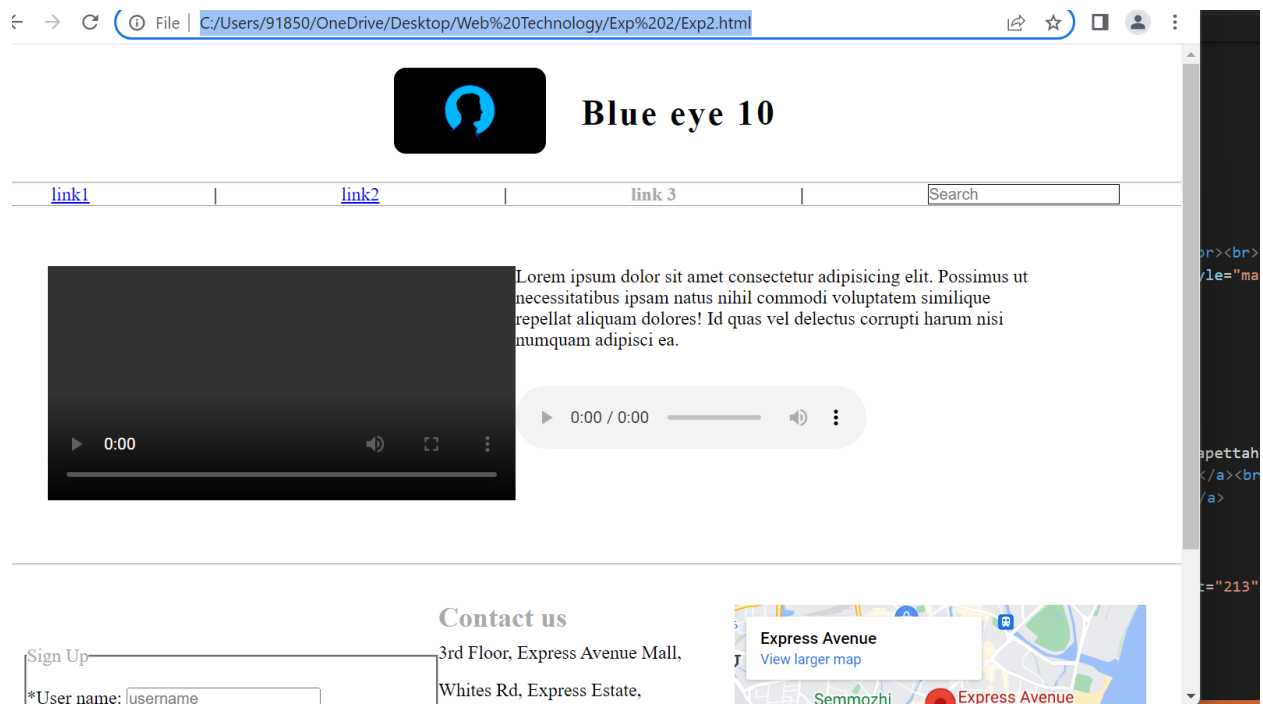 File | C:/Users/91850/OneDrive/Desktop/Web%20Technology/Exp%202/Exp2.html
Blue eye 10
link1 | link2 | link 3 | Search
Lorem ipsum dolor sit amet consectetur adipisicing elit. Possimus ut
necessitatibus ipsam natus nihil commodi voluptatem similique
repellat aliquam dolores! Id quas vel delectus corrupti harum nisi
numquam adipisci ea.
0:00 / 0:00
0:00
Contact us
3rd Floor, Express Avenue Mall,
Whites Rd, Express Estate,
Sign Up
*User name: username
Express Avenue
View larger map
Semmozhi
Express Avenue
br><br>
yle="ma
apettah
</a><br
/a>
t="213"